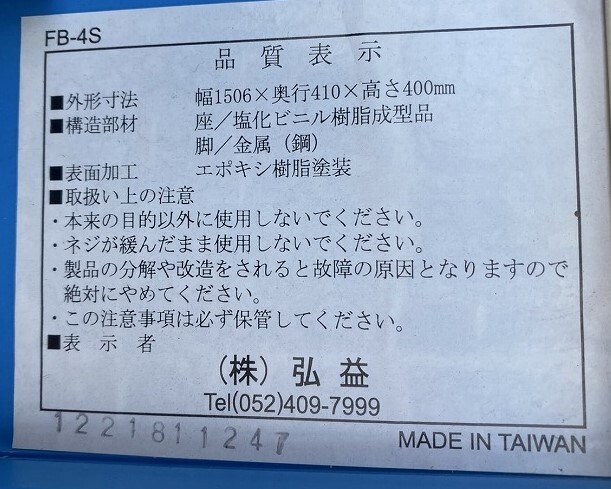 FB-4S
品質表示
■外形寸法 幅1506×奥行410×高さ400mm
■構造部材 座／塩化ビニル樹脂成型品
脚／金属（鋼）
■表面加工 エポキシ樹脂塗装
■取扱い上の注意
・本来の目的以外に使用しないでください。
・ネジが緩んだまま使用しないでください。
・製品の分解や改造をされると故障の原因となりますので
絶対にやめてください。
・この注意事項は必ず保管してください。
■表示者
（株）弘益
Tel(052)409-7999
1221811247
MADE IN TAIWAN